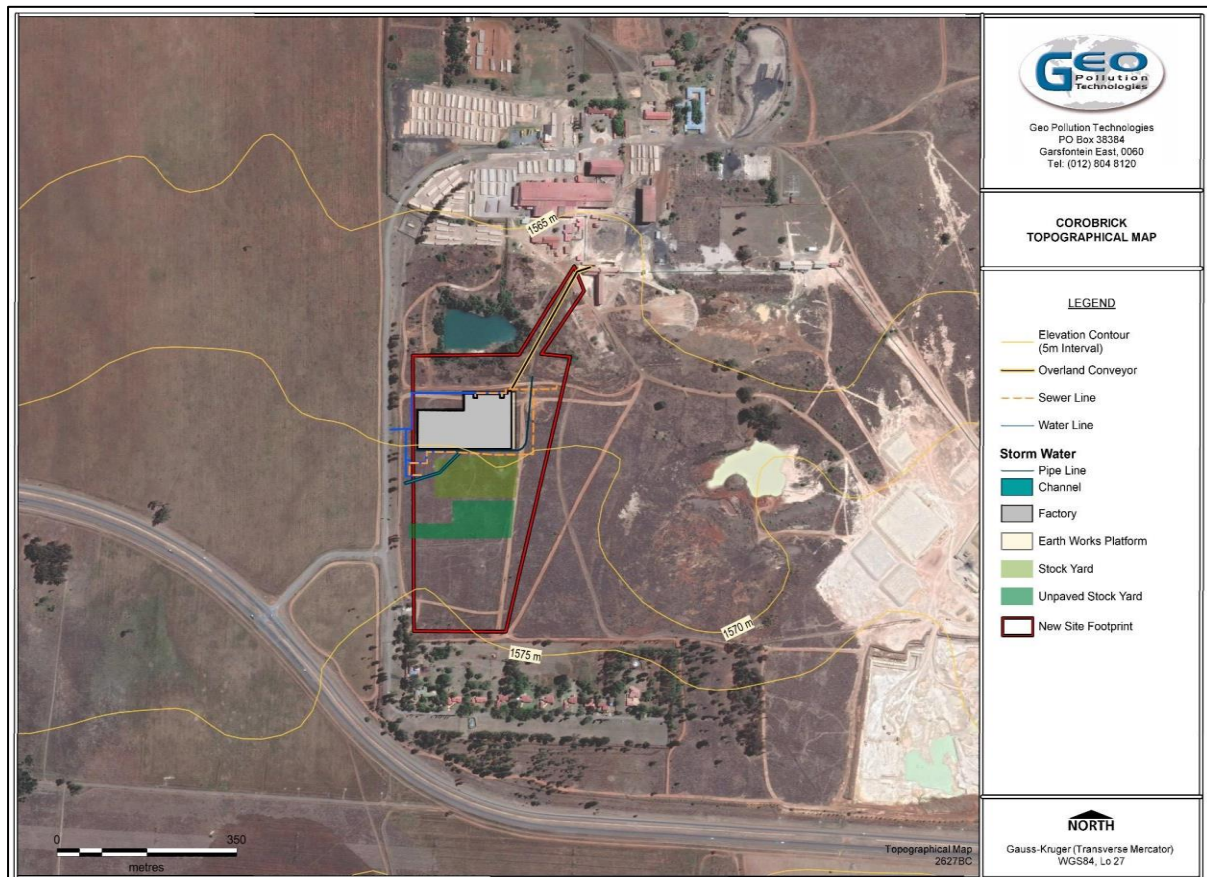 GEO
Pollution
Technologies
Geo Pollution Technologies
PO Box 38384
Garsfontein East, 0060
Tel: (012) 804 8120
COROBRICK
TOPOGRAPHICAL MAP
LEGEND
Elevation Contour
(5m Interval)
Overland Conveyor
Sewer Line
Water Line
Storm Water
Pipe Line
Channel
Factory
Earth Works Platform
Stock Yard
Unpaved Stock Yard
New Site Footprint
NORTH
Gauss-Kruger (Transverse Mercator)
WGS84, Lo 27
1565 m
1570 m
1575 m
0 350
metres
Topographical Map
2627BC